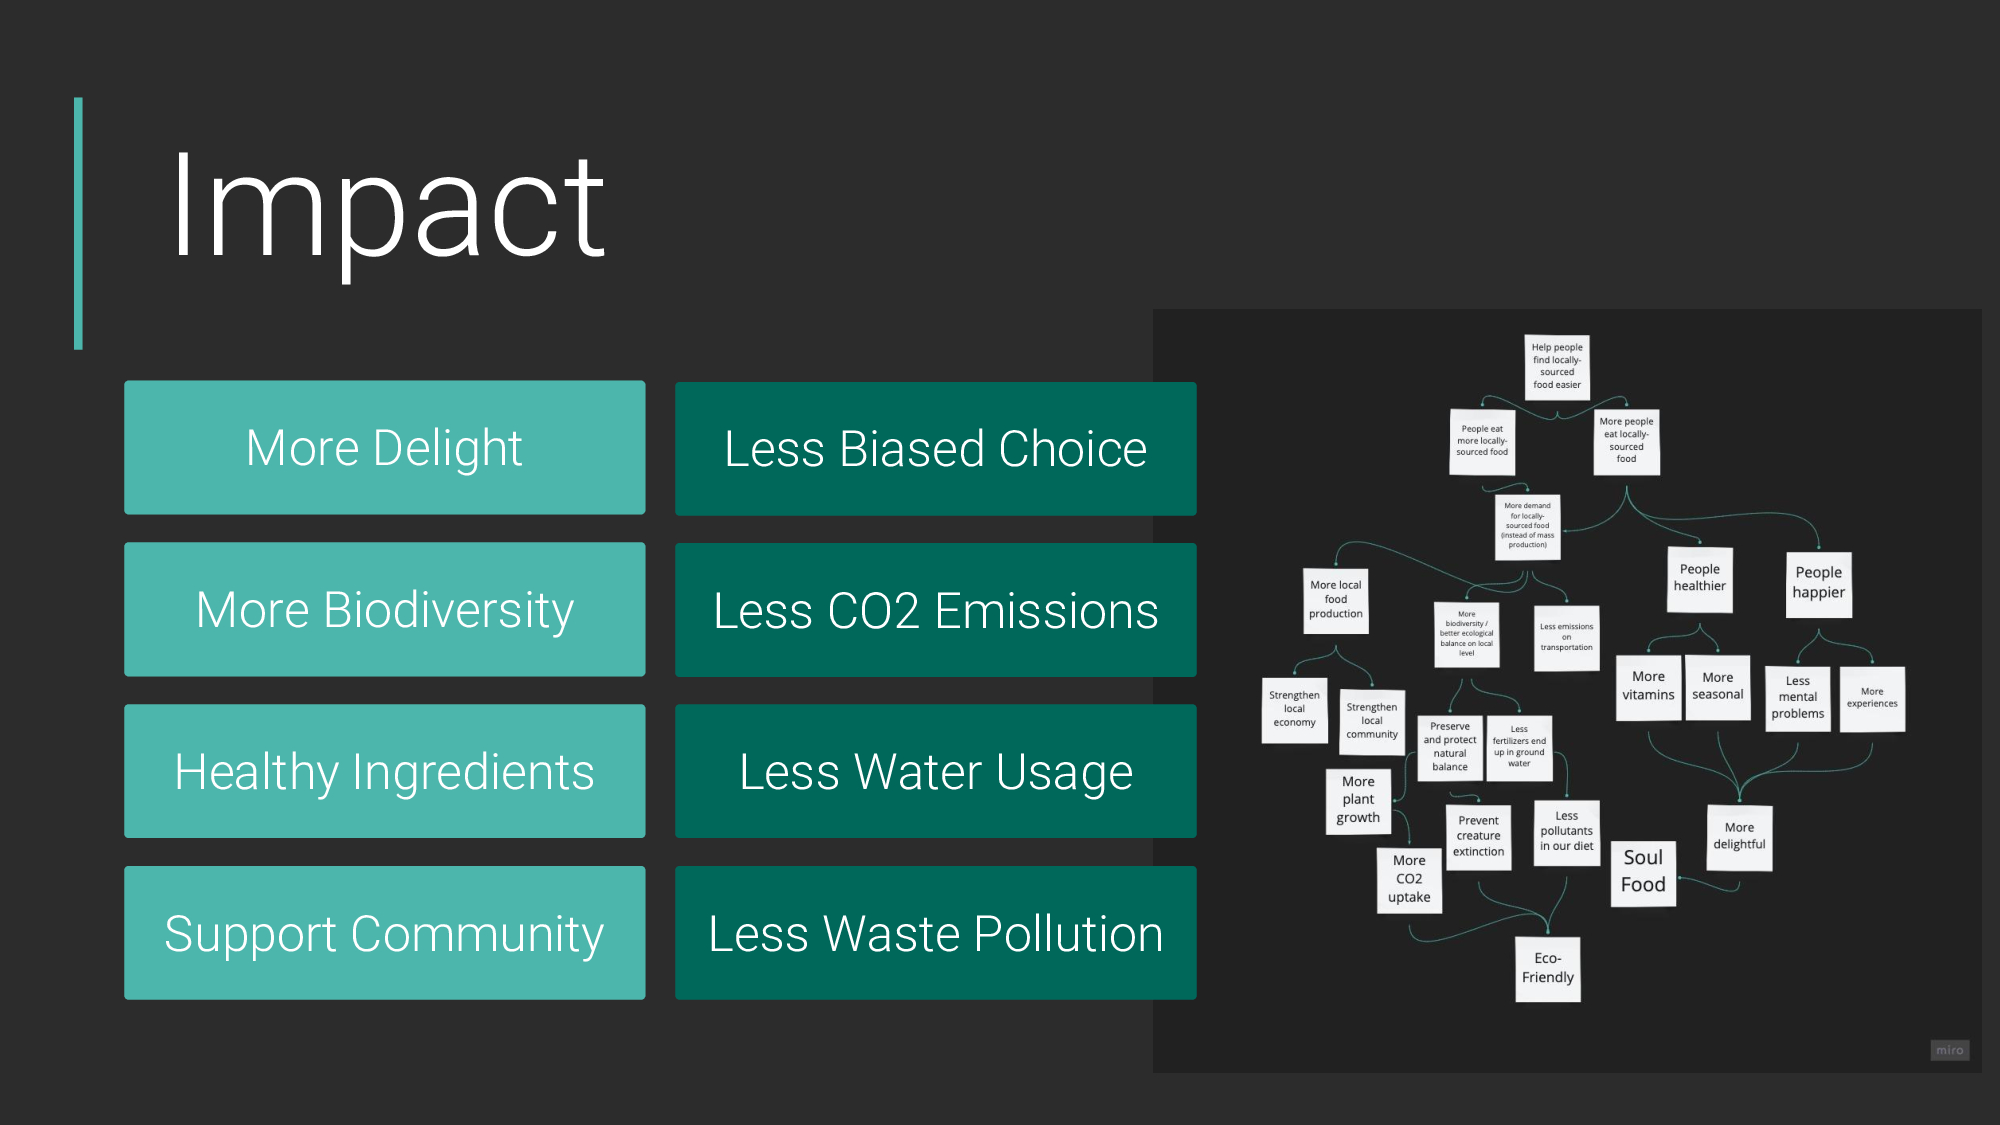 Impact
More Delight
Less Biased Choice
More Biodiversity
Less CO2 Emissions
Healthy Ingredients
Less Water Usage
Support Community
Less Waste Pollution
Help people
find locally-
sourced
food easier
People eat
more locally-
sourced food
More people
eat locally-
sourced
food
More demand
for locally-
sourced food
(instead of mass
production)
More local
food
production
More
biodiversity /
better ecological
balance on local
level
Less emissions
on
transportation
People
healthier
People
happier
Strengthen
local
economy
Strengthen
local
community
Preserve
and protect
natural
balance
Less
fertilizers end
up in ground
water
More
vitamins
More
seasonal
Less
mental
problems
More
experiences
More
plant
growth
Prevent
creature
extinction
Less
pollutants
in our diet
More
delightful
More
CO2
uptake
Soul
Food
Eco-
Friendly
miro